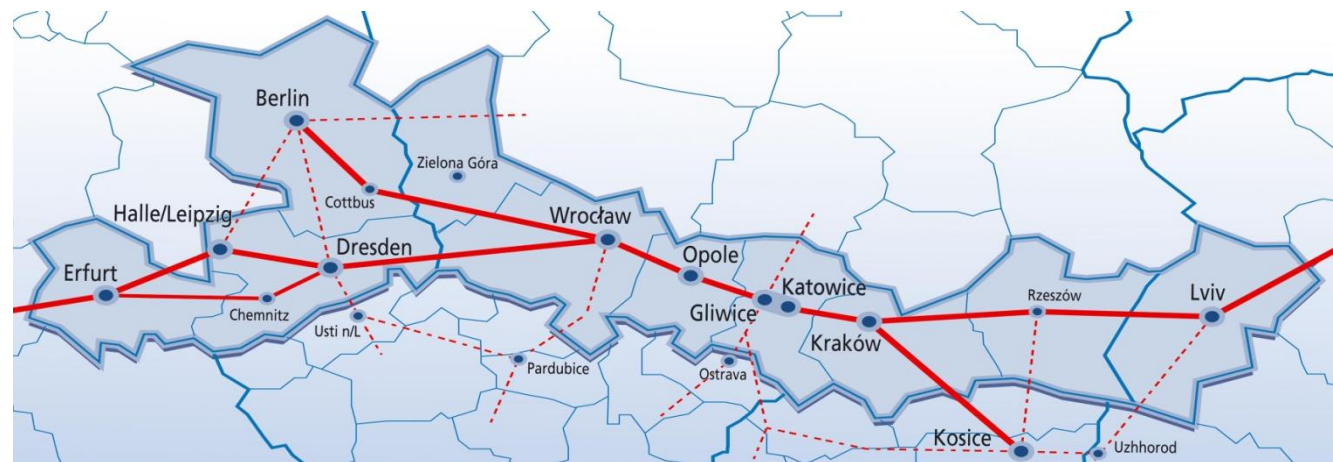 Berlin
Zielona Góra
Cottbus
Halle/Leipzig
Wrocław
Dresden
Opole
Erfurt
Katowice
Lviv
Rzeszów
Chemnitz
Gliwice
Usti n/L
Kraków
Pardubice
Ostrava
Kosice
Uzhhorod